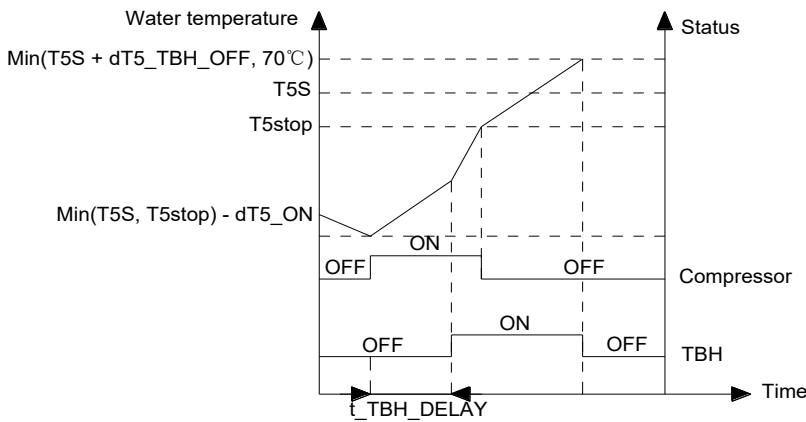 Water temperature
Status
Min(T5S + dT5_TBH_OFF, 70℃)
T5S
T5stop
Min(T5S, T5stop) - dT5_ON
ON
OFF
OFF
Compressor
ON
OFF
OFF
TBH
Time
t_TBH_DELAY